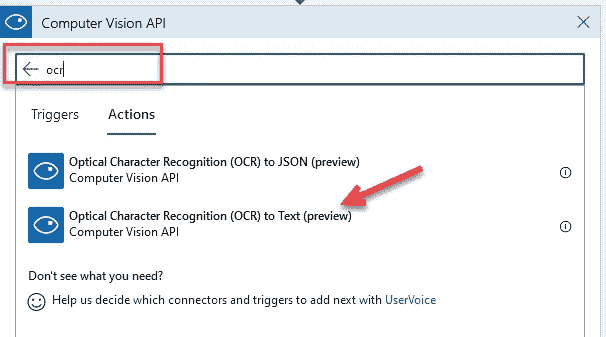 Computer Vision API
ocr
Triggers Actions
Optical Character Recognition (OCR) to JSON (preview)
Computer Vision API
Optical Character Recognition (OCR) to Text (preview)
Computer Vision API
Don't see what you need?
Help us decide which connectors and triggers to add next with UserVoice